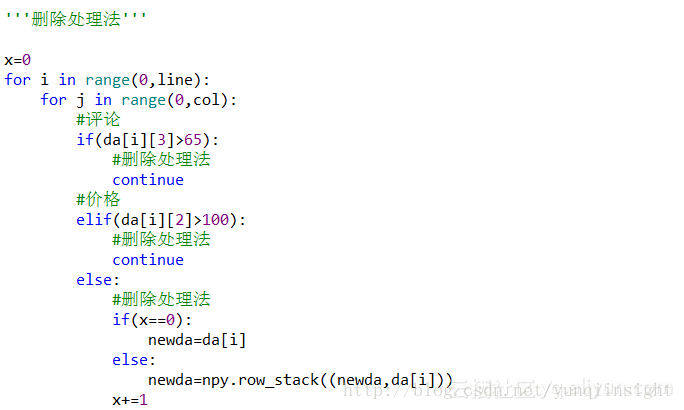 '''删除处理法'''
x=0
for i in range(0,line):
    for j in range(0,col):
        #评论
        if(da[i][3]>65):
            #删除处理法
            continue
        #价格
        elif(da[i][2]>100):
            #删除处理法
            continue
        else:
            #删除处理法
            if(x==0):
                newda=da[i]
            else:
                newda=npy.row_stack((newda,da[i]))
            x+=1
http://blog.csdn.net/yunqiinsight